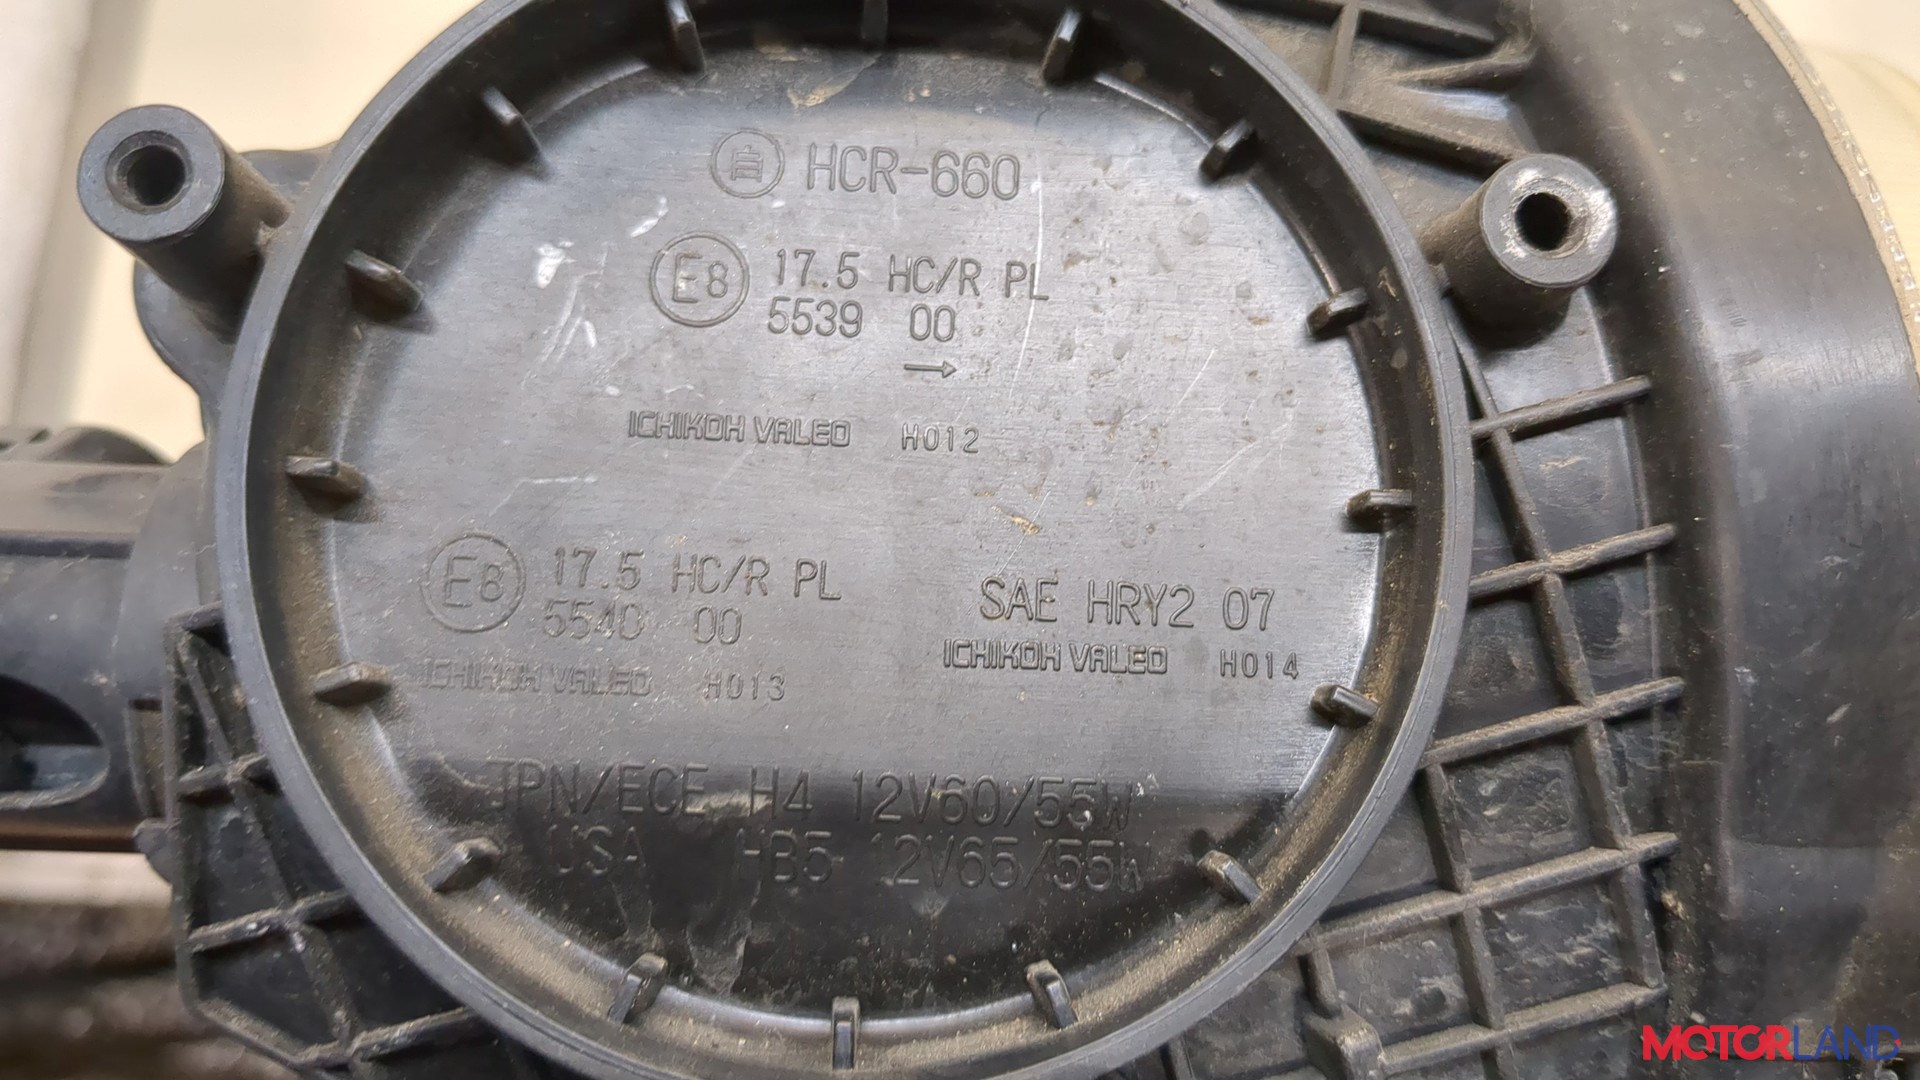 自 HCR-660
E8 17.5 HC/R PL
5539 00
→
ICHIKOH VALEO H012
E8 17.5 HC/R PL
5540 00
ICHIKOH VALEO H013
SAE HRY2 07
ICHIKOH VALEO H014
JPN/ECE H4 12V60/55W
USA HB5 12V65/55W
MOTORLAND